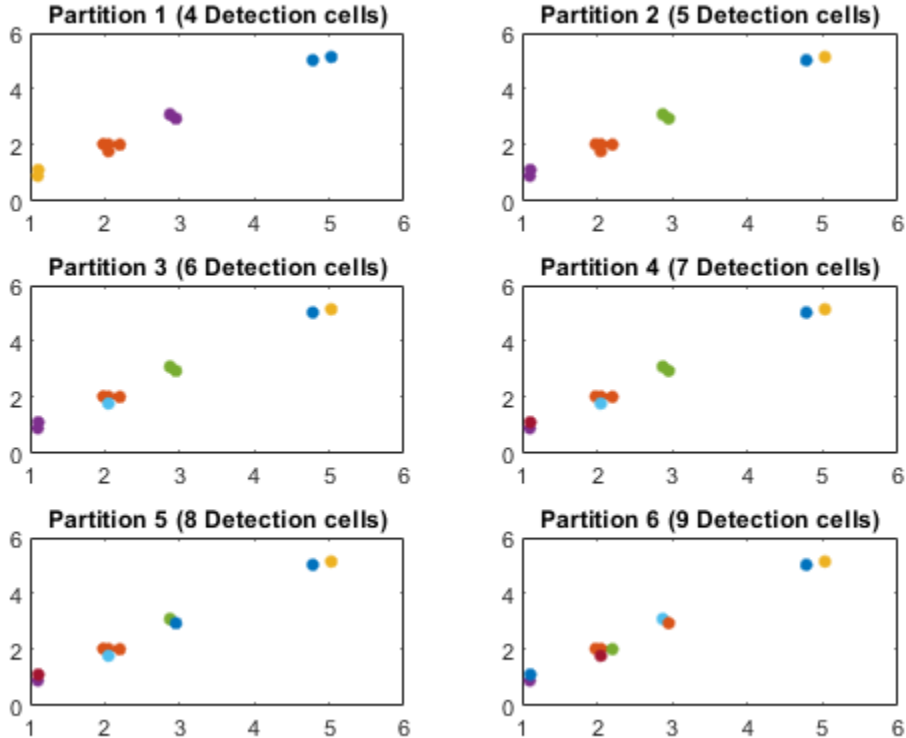 Partition 1 (4 Detection cells)
6
4
2
0
1 2 3 4 5 6
Partition 2 (5 Detection cells)
6
4
2
0
1 2 3 4 5 6
Partition 3 (6 Detection cells)
6
4
2
0
1 2 3 4 5 6
Partition 4 (7 Detection cells)
6
4
2
0
1 2 3 4 5 6
Partition 5 (8 Detection cells)
6
4
2
0
1 2 3 4 5 6
Partition 6 (9 Detection cells)
6
4
2
0
1 2 3 4 5 6